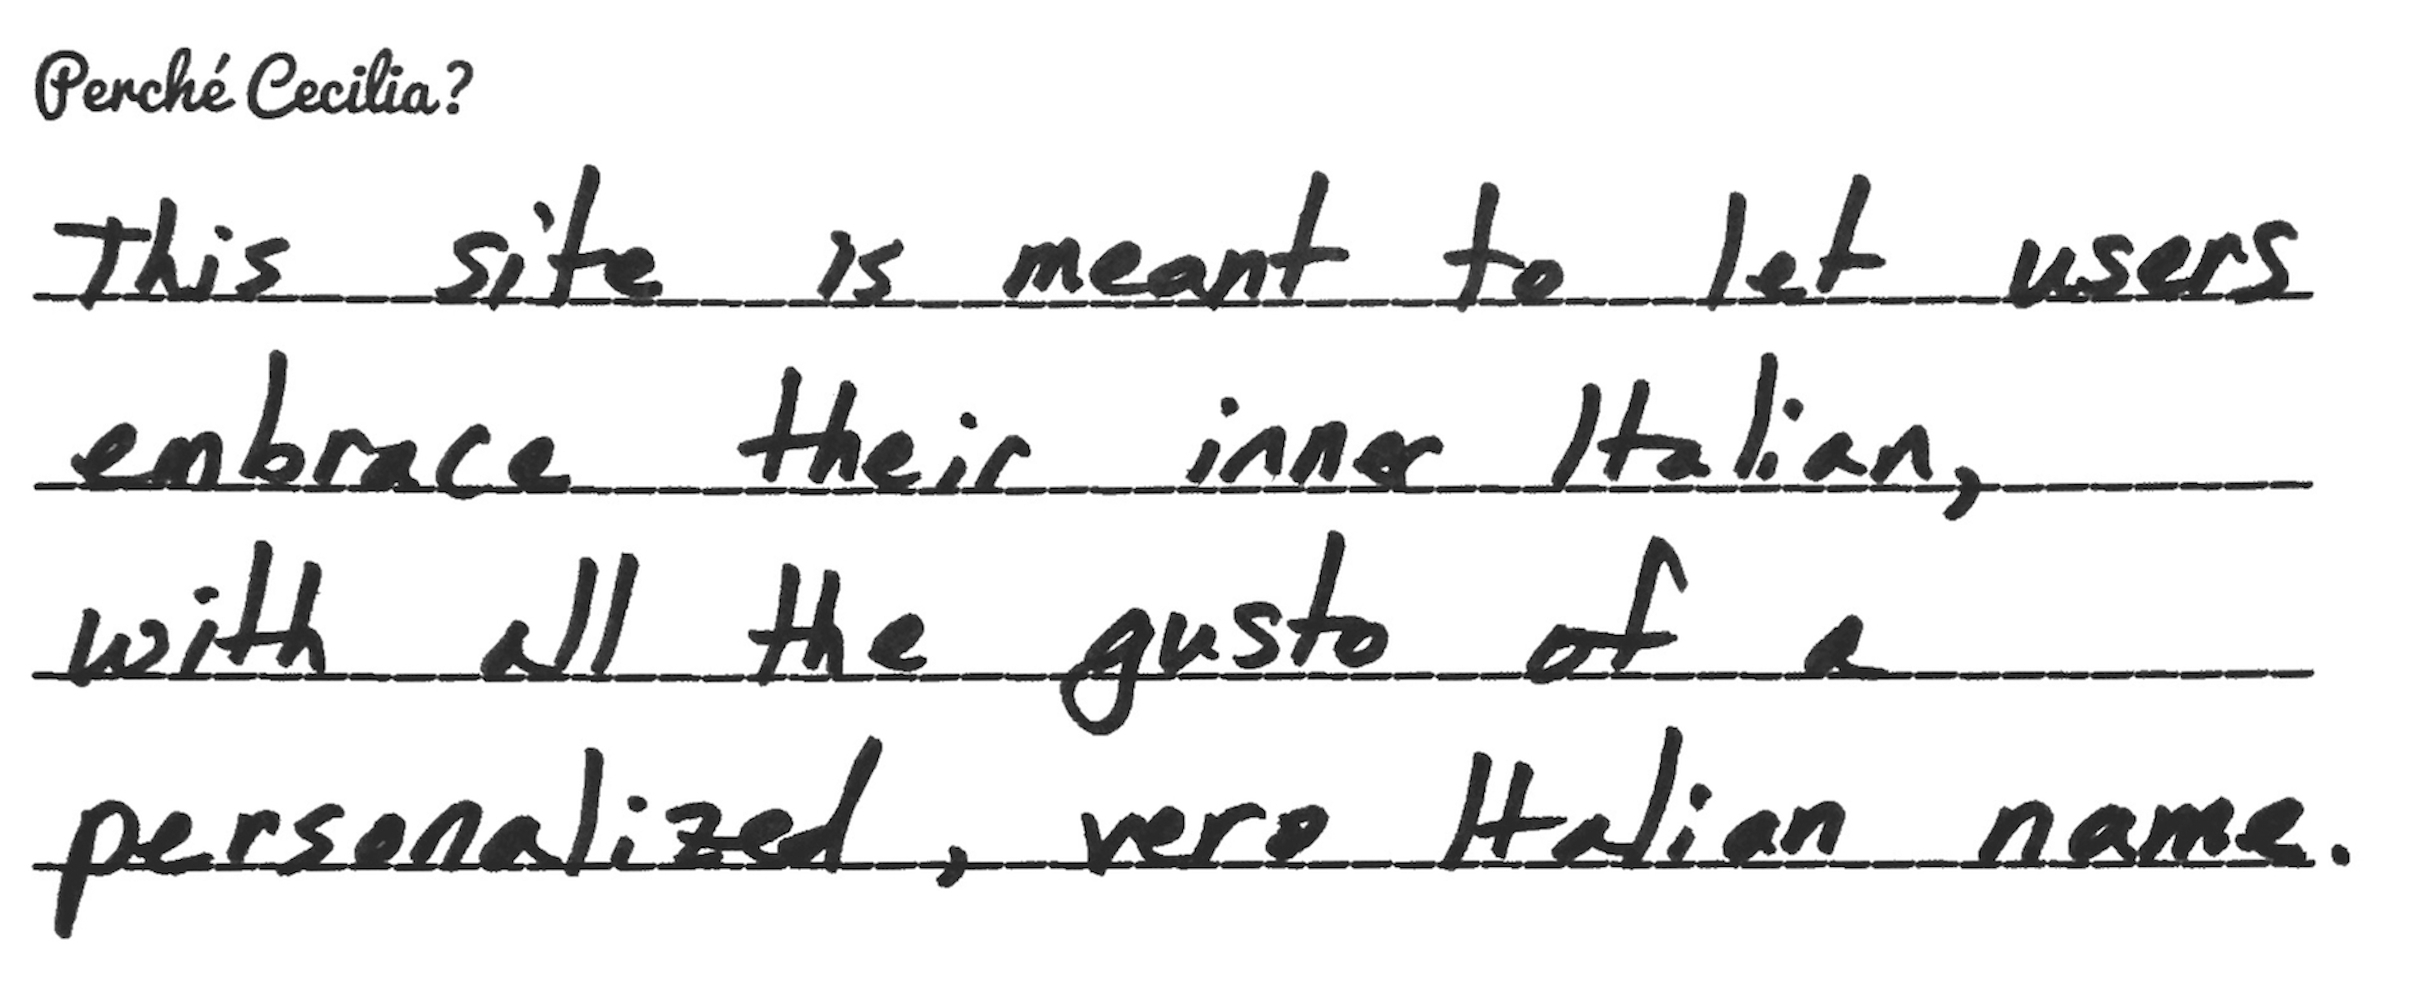 Perché Cecilia?
This site is meant to let users
embrace their inner Italian,
with all the gusto of a
personalized, vero Italian name.